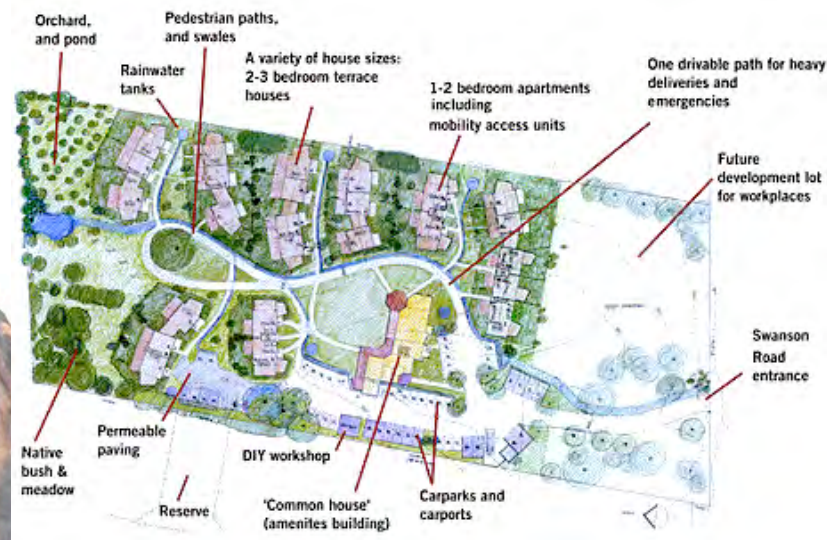 Orchard,
and pond
Pedestrian paths,
and swales
Rainwater
tanks
A variety of house sizes:
2-3 bedroom terrace
houses
1-2 bedroom apartments
including
mobility access units
One drivable path for heavy
deliveries and
emergencies
Future
development lot
for workplaces
Swanson
Road
entrance
Native
bush &
meadow
Permeable
paving
Reserve
DIY workshop
'Common house'
(amenites building)
Carparks and
carports